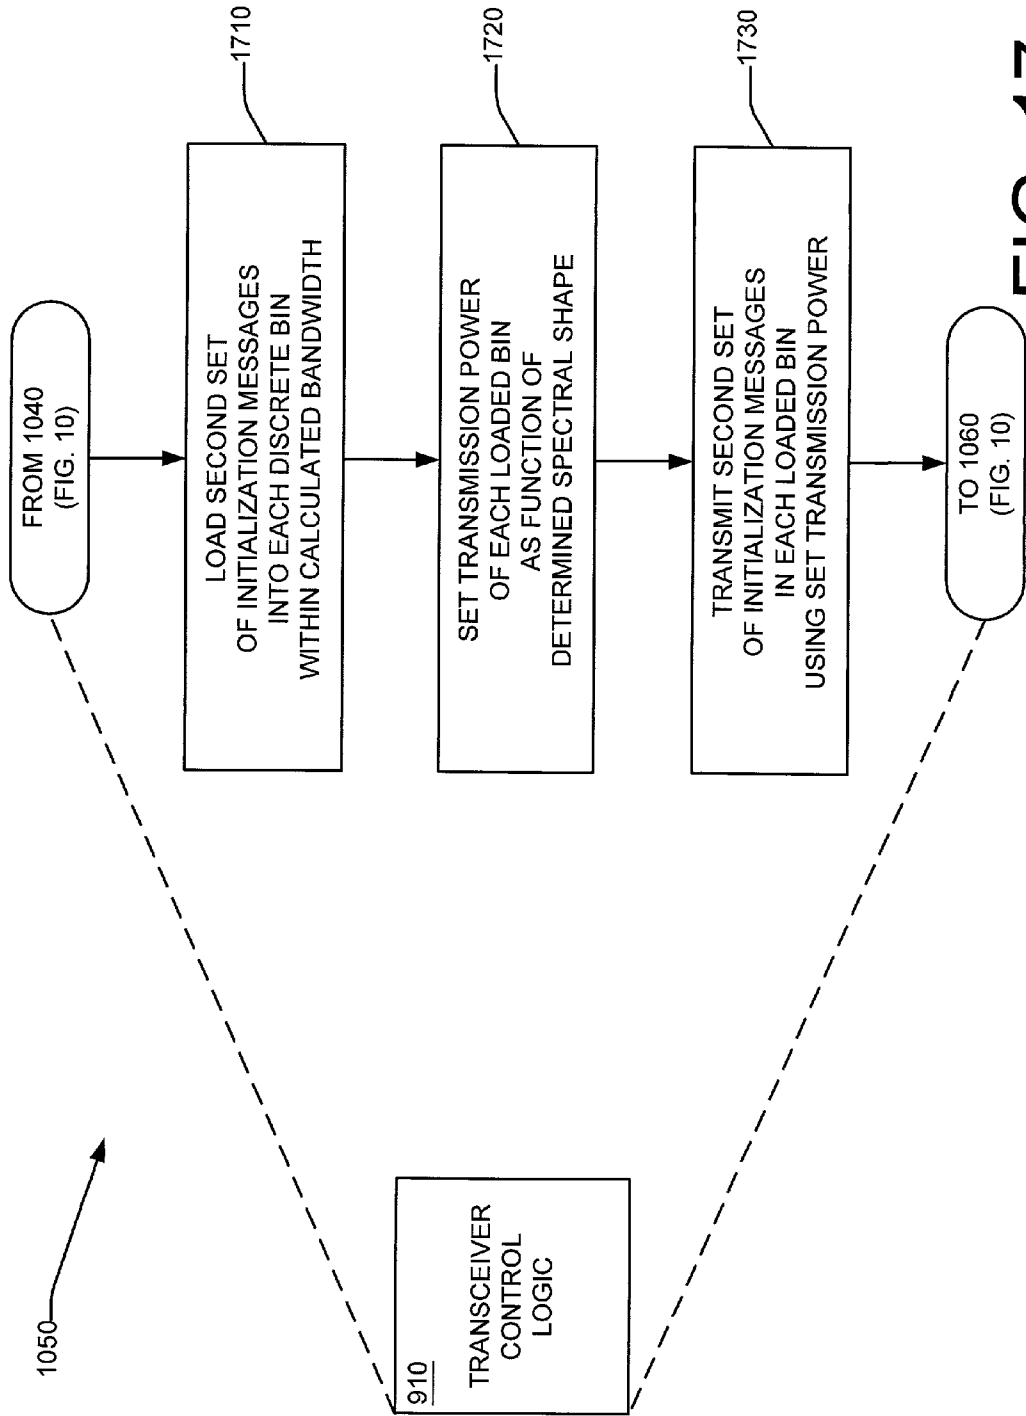 1050
FROM 1040
(FIG. 10)
LOAD SECOND SET
OF INITIALIZATION MESSAGES
INTO EACH DISCRETE BIN
WITHIN CALCULATED BANDWIDTH
1710
SET TRANSMISSION POWER
OF EACH LOADED BIN
AS FUNCTION OF
DETERMINED SPECTRAL SHAPE
1720
TRANSMIT SECOND SET
OF INITIALIZATION MESSAGES
IN EACH LOADED BIN
USING SET TRANSMISSION POWER
1730
TO 1060
(FIG. 10)
910
TRANSCEIVER
CONTROL
LOGIC
FIG. 17